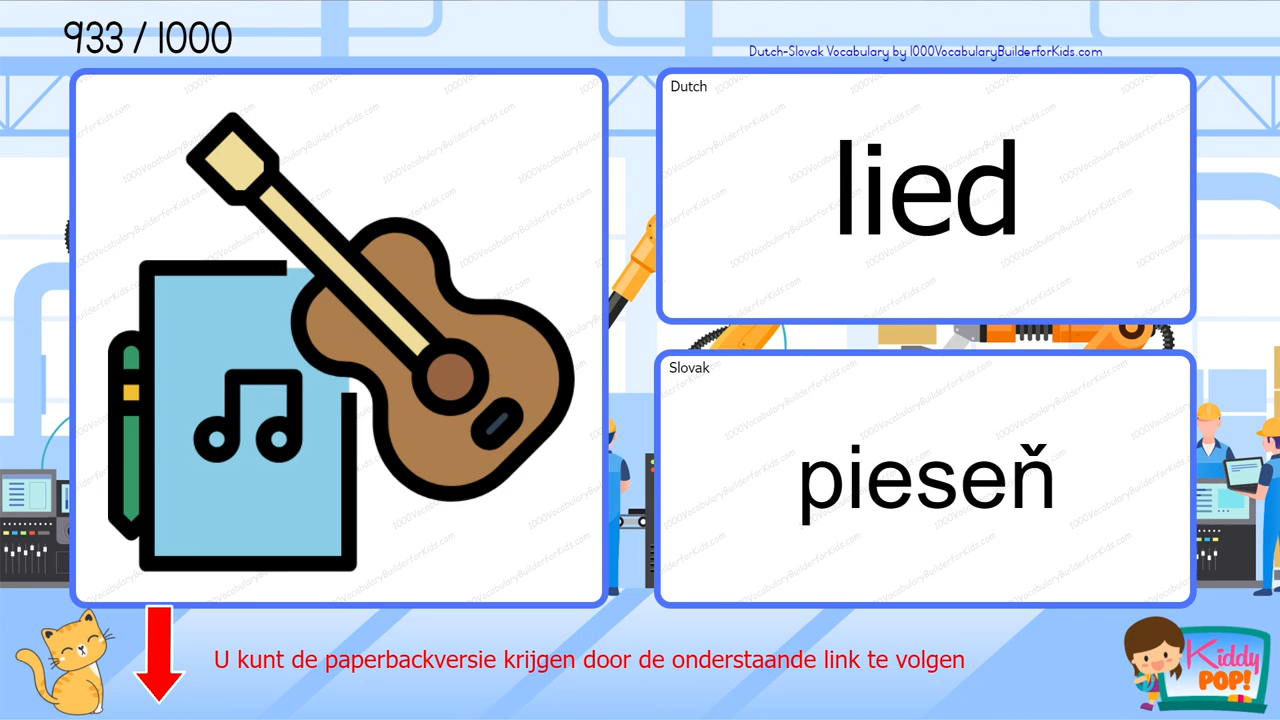 933 / 1000
Dutch-Slovak Vocabulary by 1000VocabularyBuilderforKids.com
Dutch
lied
Slovak
pieseň
U kunt de paperbackversie krijgen door de onderstaande link te volgen
Kiddy
POP!